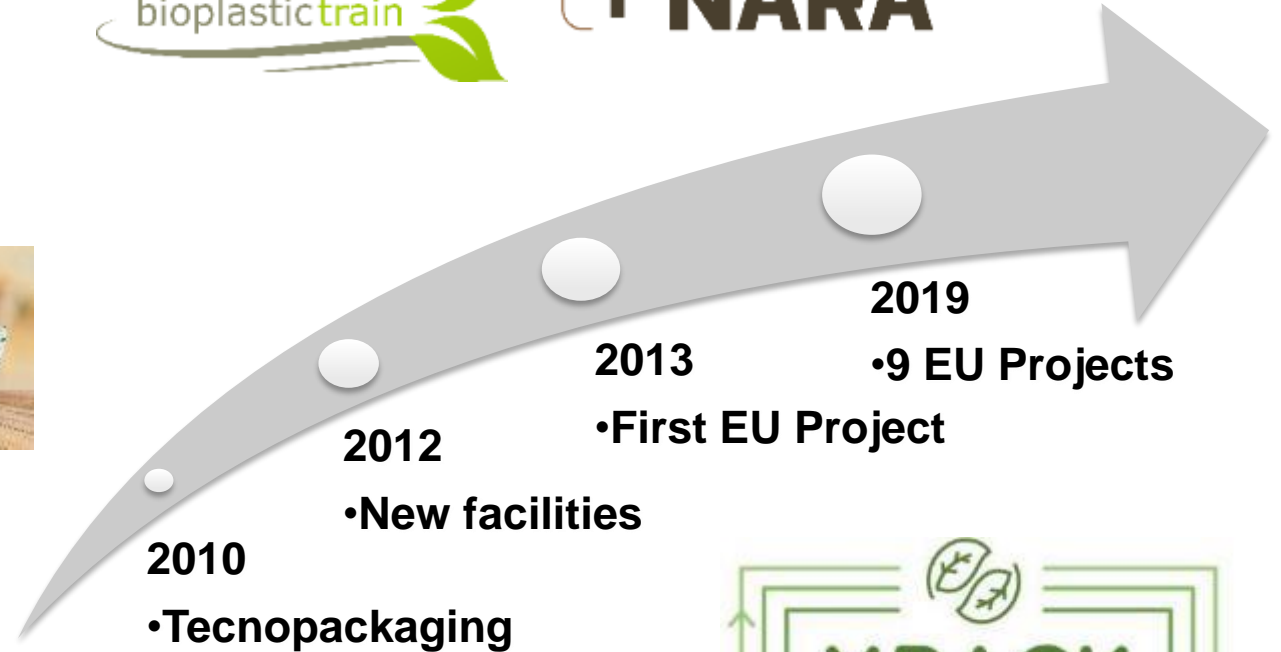 bioplastictrain
NARA
2019
•9 EU Projects
2013
•First EU Project
2012
•New facilities
2010
•Tecnopackaging